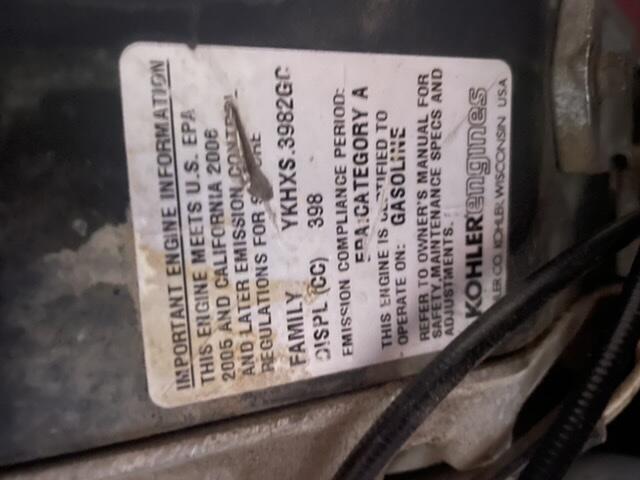 IMPORTANT ENGINE INFORMATION
THIS ENGINE MEETS U.S. EPA
2005 AND CALIFORNIA 2006
AND LATER EMISSION CONTROL
REGULATIONS FOR
FAMILY YKHXS.3982GC
DISPL (CC) 398
EMISSION COMPLIANCE PERIOD:
EPA:CATEGORY A
THIS ENGINE IS CERTIFIED TO
OPERATE ON: GASOLINE
REFER TO OWNER'S MANUAL FOR
SAFETY, MAINTENANCE SPECS AND
ADJUSTMENTS.
KOHLER engines
CO. KOHLER, WISCONSIN USA